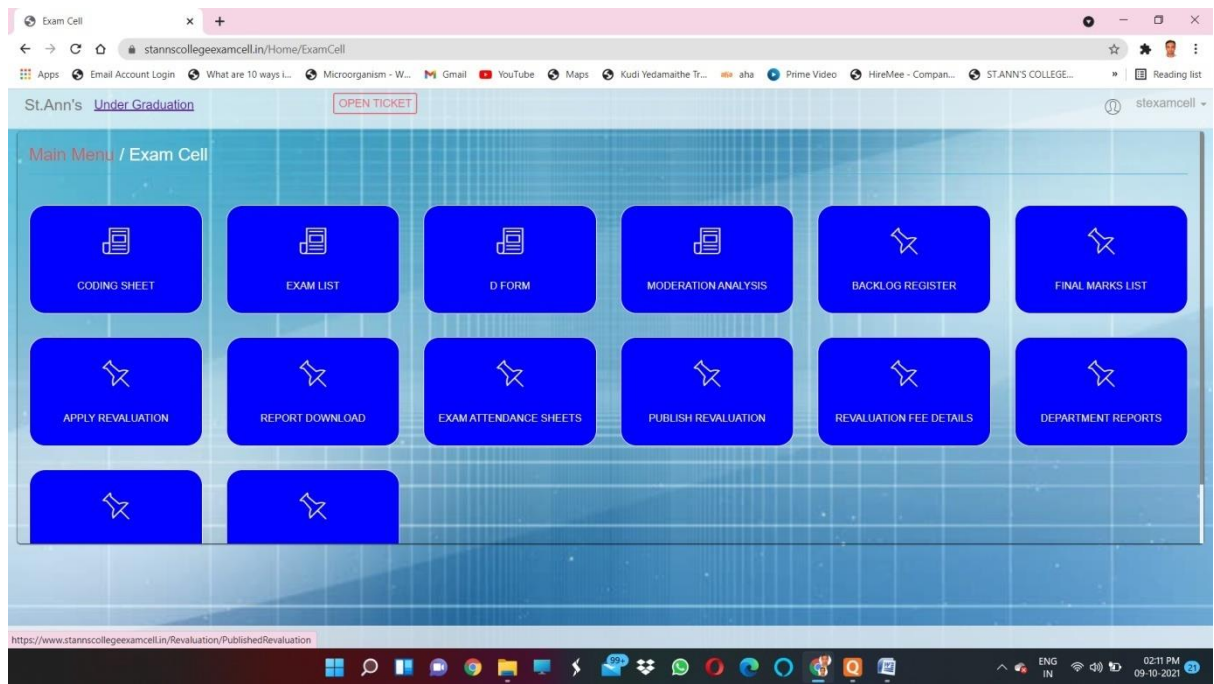 Exam Cell
stannscollegeexamcell.in/Home/ExamCell
Apps Email Account Login What are 10 ways i... Microorganism - W... Gmail YouTube Maps Kudi Yedamaithe Tr... aha Prime Video HireMee - Compan... ST.ANN'S COLLEGE... » Reading list
St.Ann's Under Graduation OPEN TICKET stexamcell
Main Menu / Exam Cell
CODING SHEET EXAM LIST D FORM MODERATION ANALYSIS BACKLOG REGISTER FINAL MARKS LIST
APPLY REVALUATION REPORT DOWNLOAD EXAM ATTENDANCE SHEETS PUBLISH REVALUATION REVALUATION FEE DETAILS DEPARTMENT REPORTS
https://www.stannscollegeexamcell.in/Revaluation/PublishedRevaluation
99+ ENG 02:11 PM
IN 09-10-2021 21